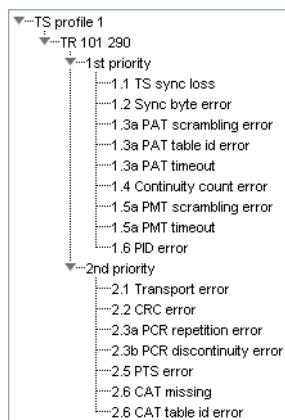 TS profile 1
TR 101 290
1st priority
1.1 TS sync loss
1.2 Sync byte error
1.3a PAT scrambling error
1.3a PAT table id error
1.3a PAT timeout
1.4 Continuity count error
1.5a PMT scrambling error
1.5a PMT timeout
1.6 PID error
2nd priority
2.1 Transport error
2.2 CRC error
2.3a PCR repetition error
2.3b PCR discontinuity error
2.5 PTS error
2.6 CAT missing
2.6 CAT table id error